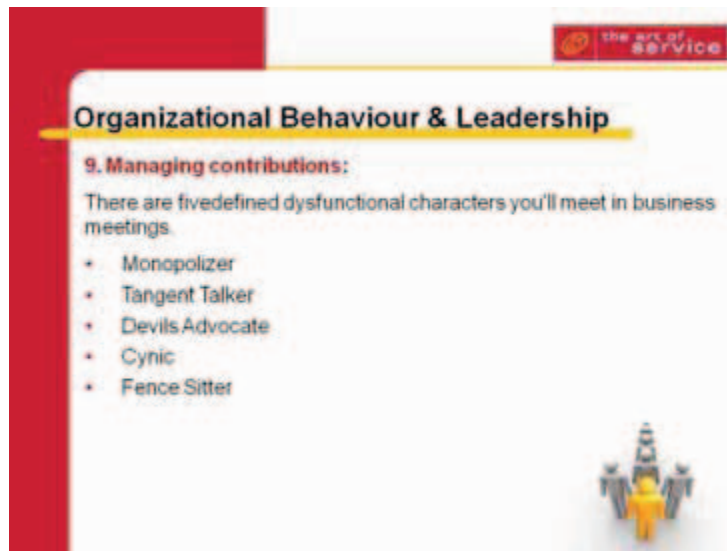 the art of
service
Organizational Behaviour & Leadership
9. Managing contributions:
There are fivedefined dysfunctional characters you'll meet in business
meetings.
• Monopolizer
• Tangent Talker
• Devils Advocate
• Cynic
• Fence Sitter